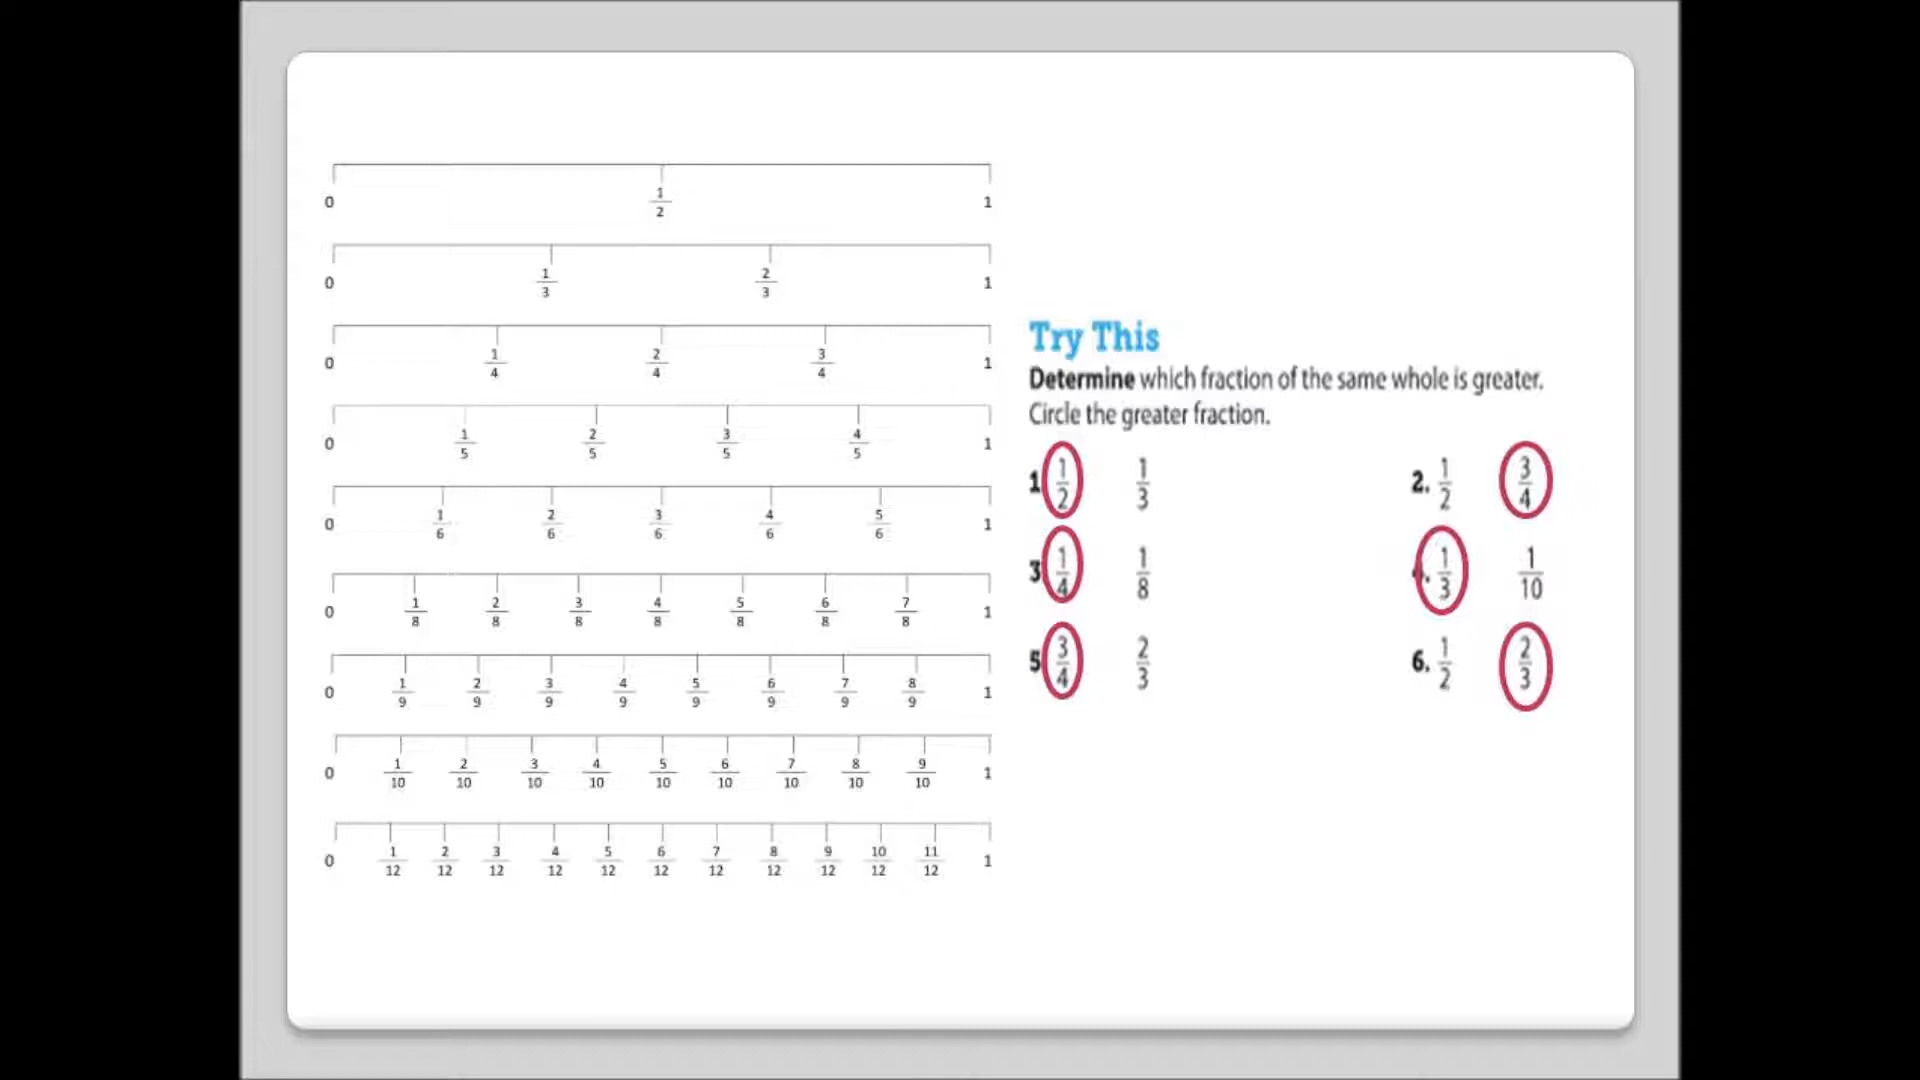 0 1/2 1
0 1/3 2/3 1
0 1/4 2/4 3/4 1
0 1/5 2/5 3/5 4/5 1
0 1/6 2/6 3/6 4/6 5/6 1
0 1/8 2/8 3/8 4/8 5/8 6/8 7/8 1
0 1/9 2/9 3/9 4/9 5/9 6/9 7/9 8/9 1
0 1/10 2/10 3/10 4/10 5/10 6/10 7/10 8/10 9/10 1
0 1/12 2/12 3/12 4/12 5/12 6/12 7/12 8/12 9/12 10/12 11/12 1
Try This
Determine which fraction of the same whole is greater.
Circle the greater fraction.
1 1/2 1/3 2. 1/2 3/4
3 1/4 1/8 4. 1/3 1/10
5 3/4 2/3 6. 1/2 2/3